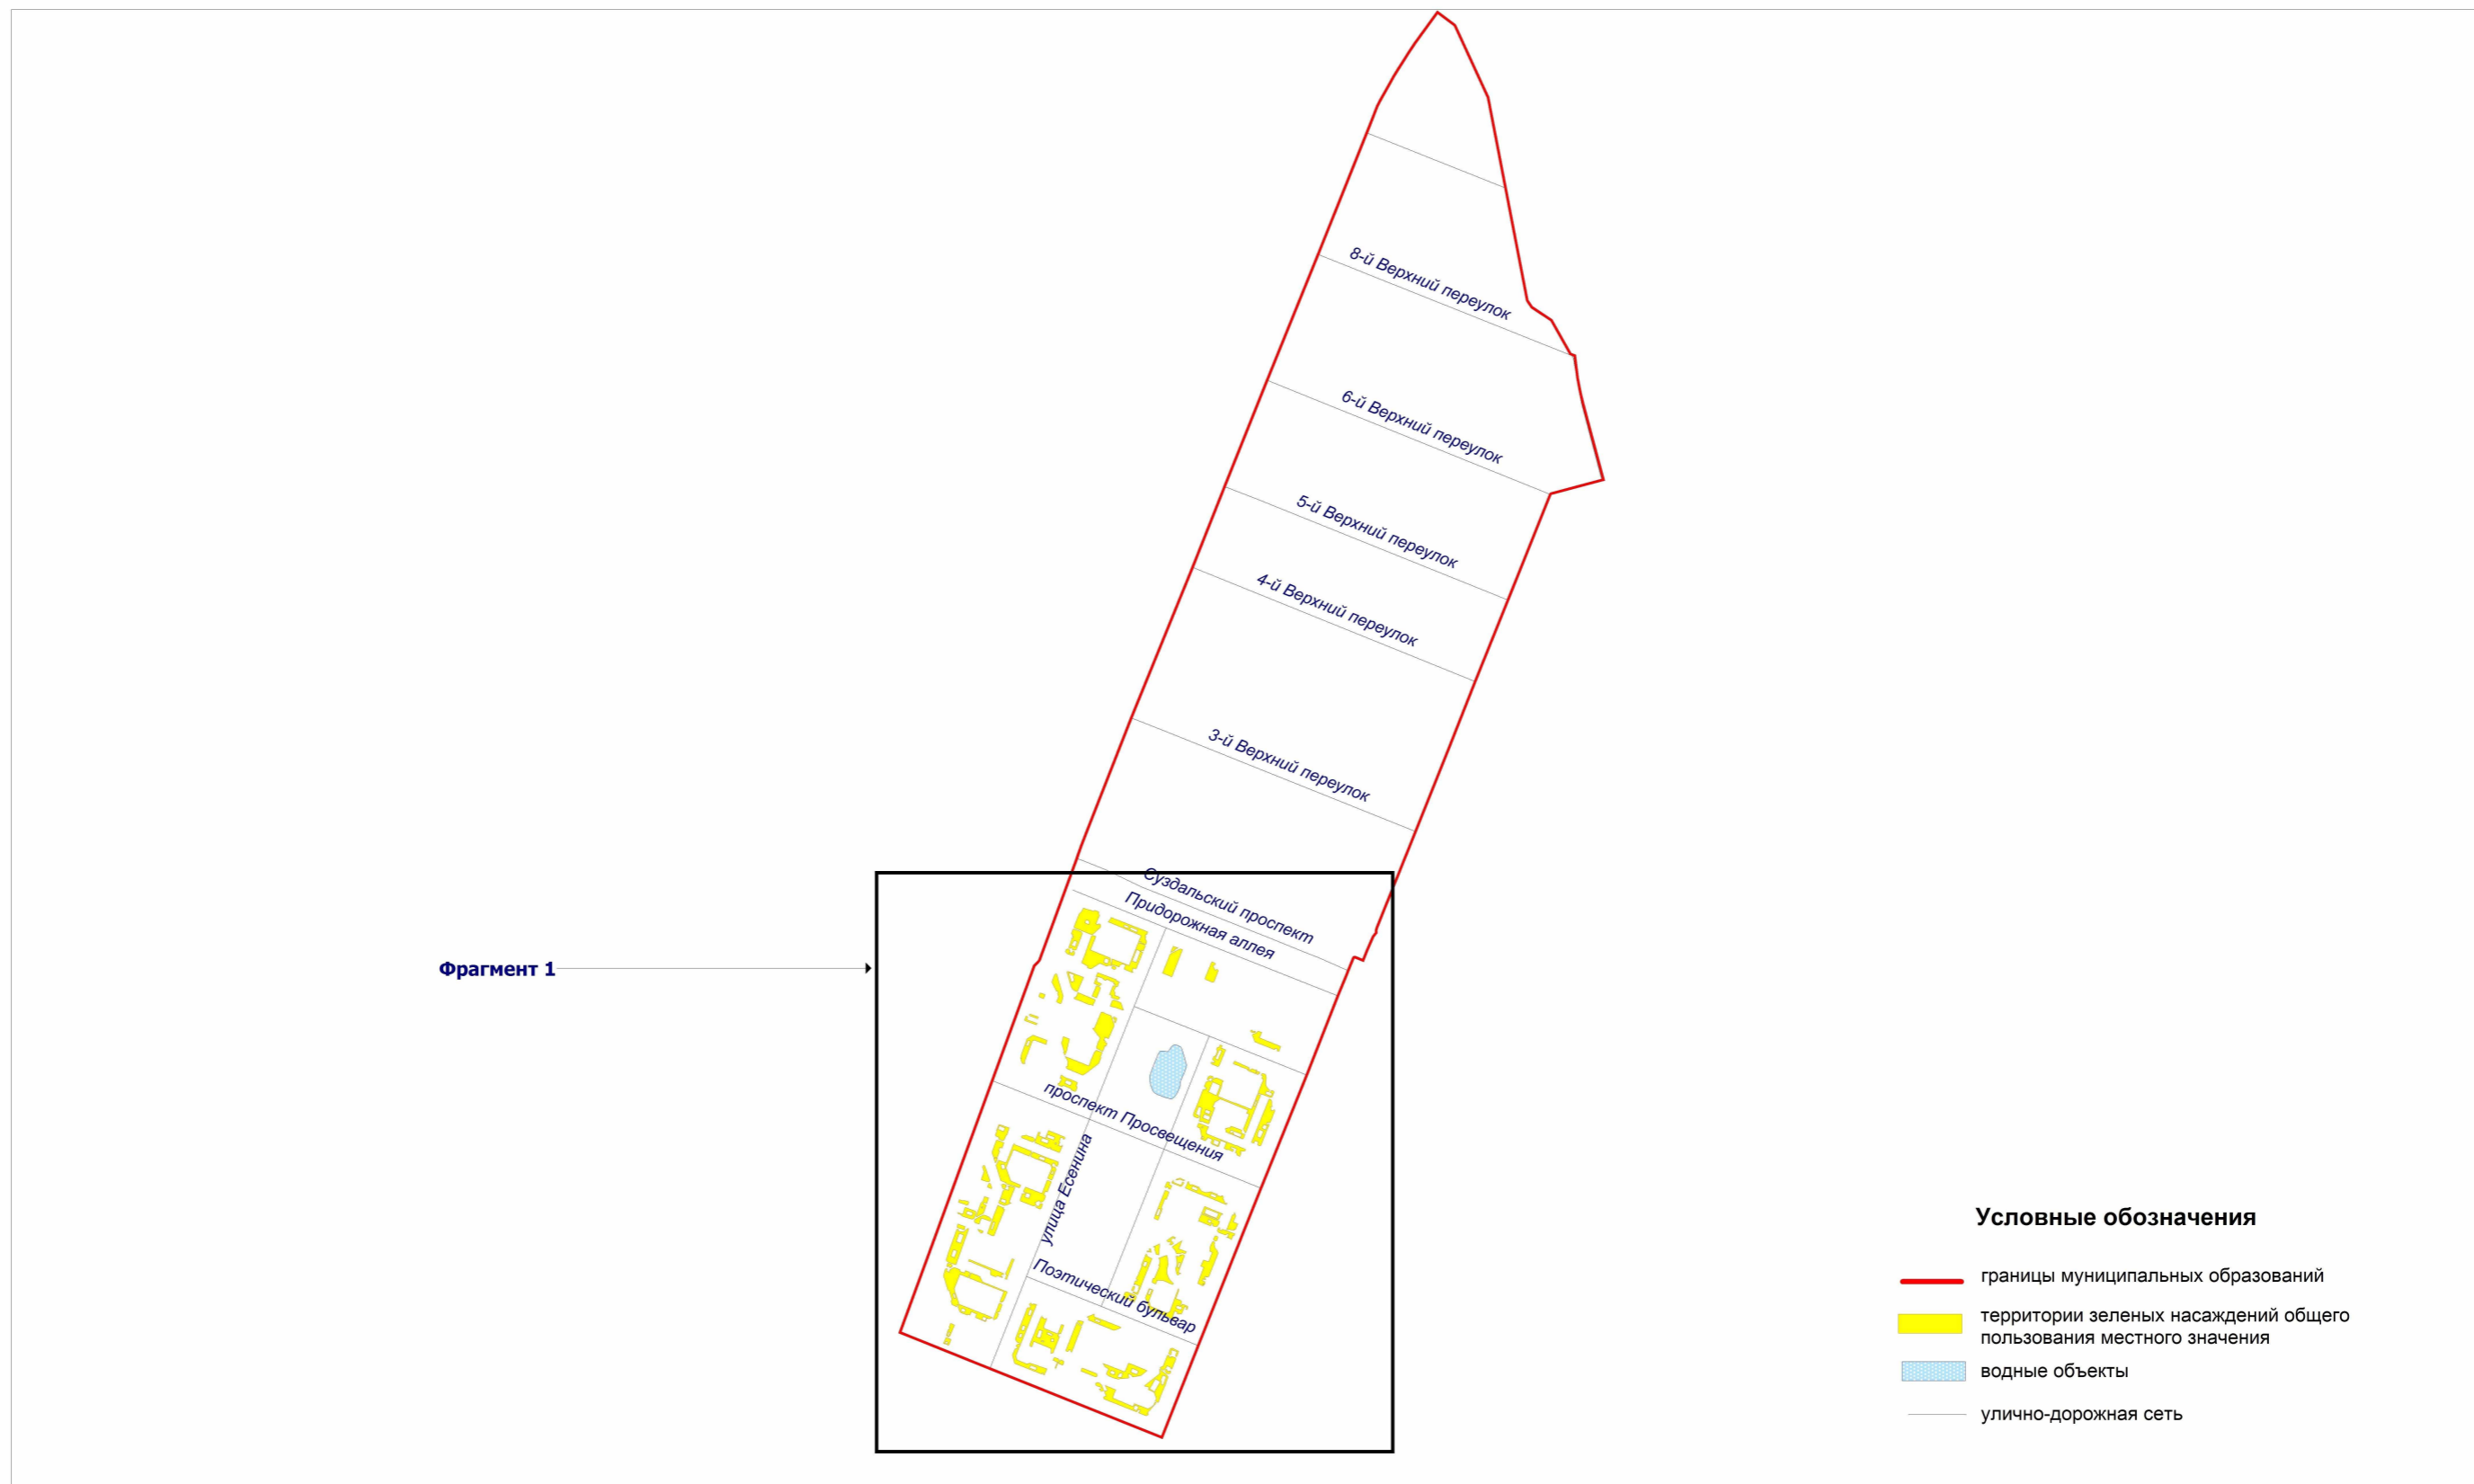 8-й Верхний переулок
6-й Верхний переулок
5-й Верхний переулок
4-й Верхний переулок
3-й Верхний переулок
Суздальский проспект
Придорожная аллея
Фрагмент 1
проспект Просвещения
улица Есенина
Поэтический бульвар
Условные обозначения
границы муниципальных образований
территории зеленых насаждений общего
пользования местного значения
водные объекты
улично-дорожная сеть